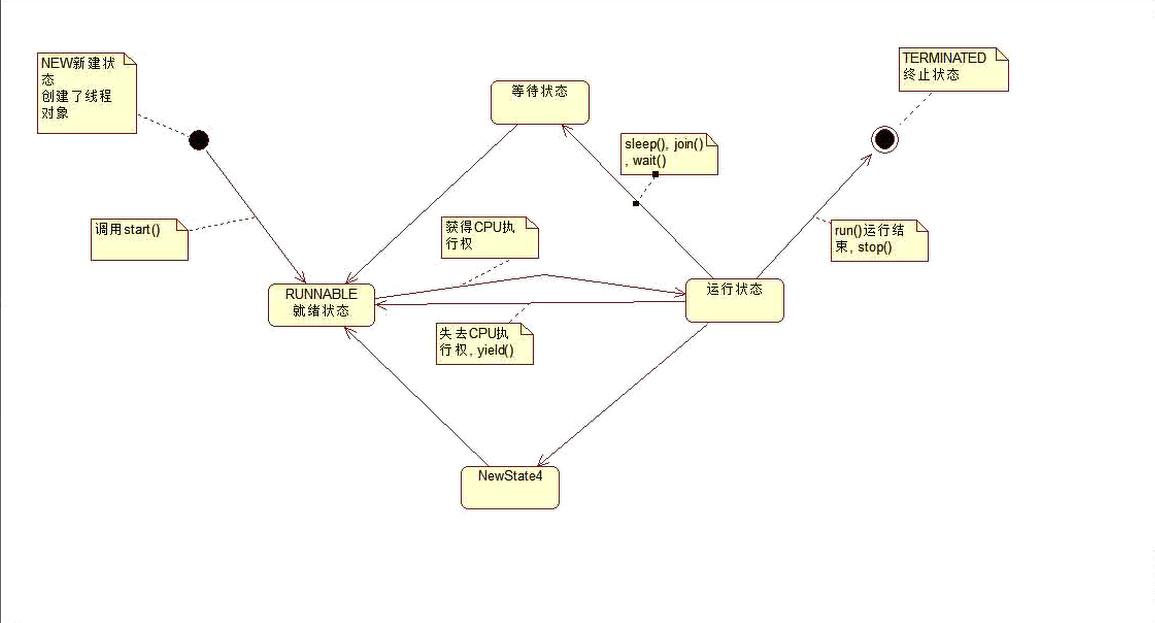 NEW新建状
态
创建了线程
对象
TERMINATED
终止状态
等待状态
sleep(), join()
, wait()
调用start()
获得CPU执
行权
run()运行结
束, stop()
RUNNABLE
就绪状态
运行状态
失去CPU执
行权, yield()
NewState4